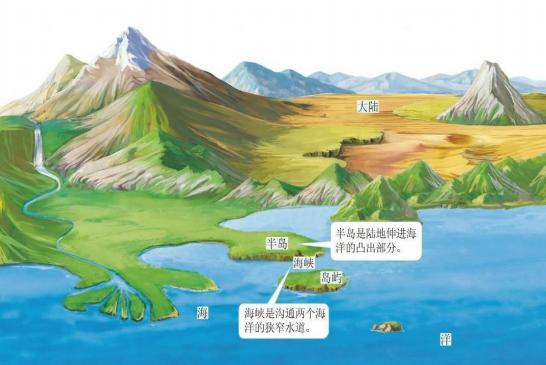 大陆
半岛是陆地伸进海
洋的凸出部分。
半岛
海峡
岛屿
海
海峡是沟通两个海
洋的狭窄水道。
洋